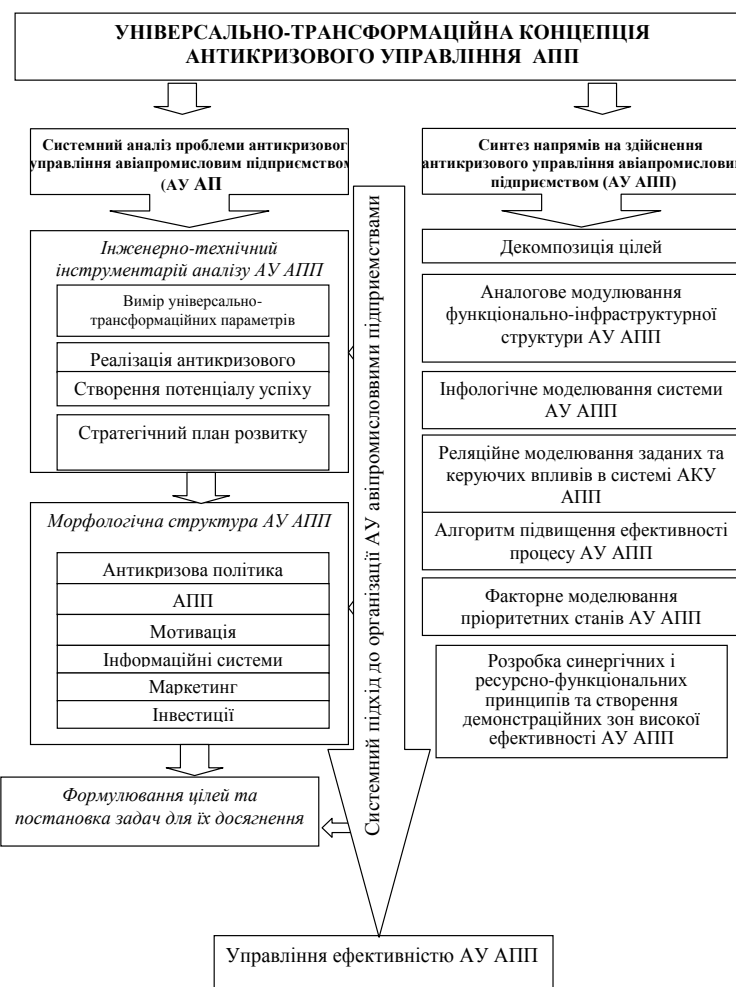 УНІВЕРСАЛЬНО-ТРАНСФОРМАЦІЙНА КОНЦЕПЦІЯ
АНТИКРИЗОВОГО УПРАВЛІННЯ АПП
Системний аналіз проблеми антикризовог
управління авіапромисловим підприємством
(АУ АП
Інженерно-технічний
інструментарій аналізу АУ АПП
Вимір універсально-
трансформаційних параметрів
Реалізація антикризового
Створення потенціалу успіху
Стратегічний план розвитку
Морфологічна структура АУ АПП
Антикризова політика
АПП
Мотивація
Інформаційні системи
Маркетинг
Інвестиції
Формулювання цілей та
постановка задач для їх досягнення
Системний підхід до організації АУ авіпромисловвими підприємствами
Синтез напрямів на здійснення
антикризового управління авіапромислови
підприємством (АУ АПП)
Декомпозиція цілей
Аналогове модулювання
функціонально-інфраструктурної
структури АУ АПП
Інфологічне моделювання системи
АУ АПП
Реляційне моделювання заданих та
керуючих впливів в системі АКУ
АПП
Алгоритм підвищення ефективності
процесу АУ АПП
Факторне моделювання
пріоритетних станів АУ АПП
Розробка синергічних і
ресурсно-функціональних
принципів та створення
демонстраційних зон високої
ефективності АУ АПП
Управління ефективністю АУ АПП